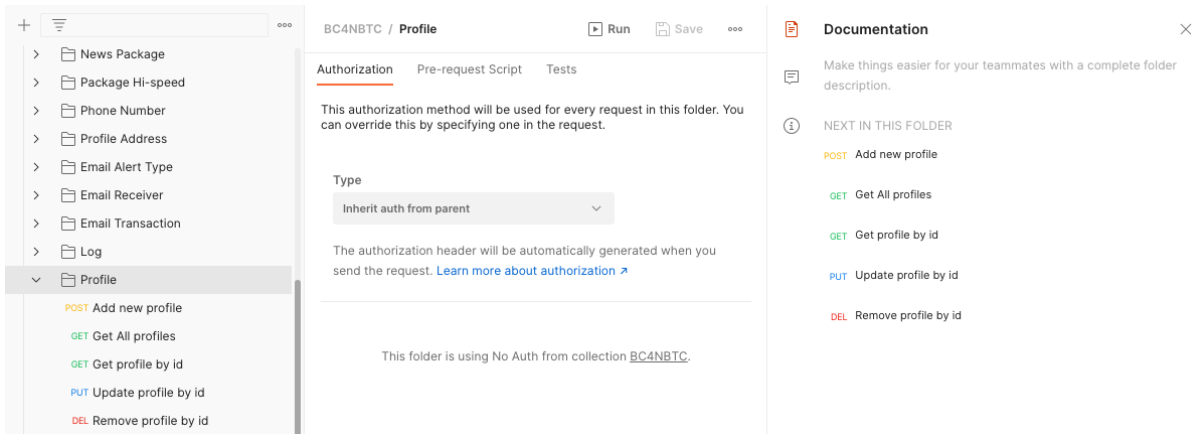 News Package
Package Hi-speed
Phone Number
Profile Address
Email Alert Type
Email Receiver
Email Transaction
Log
Profile
POST Add new profile
GET Get All profiles
GET Get profile by id
PUT Update profile by id
DEL Remove profile by id
BC4NBTC / Profile
Run
Save
Authorization
Pre-request Script
Tests
This authorization method will be used for every request in this folder. You
can override this by specifying one in the request.
Type
Inherit auth from parent
The authorization header will be automatically generated when you
send the request. Learn more about authorization ↗
This folder is using No Auth from collection BC4NBTC.
Documentation
Make things easier for your teammates with a complete folder
description.
NEXT IN THIS FOLDER
POST Add new profile
GET Get All profiles
GET Get profile by id
PUT Update profile by id
DEL Remove profile by id